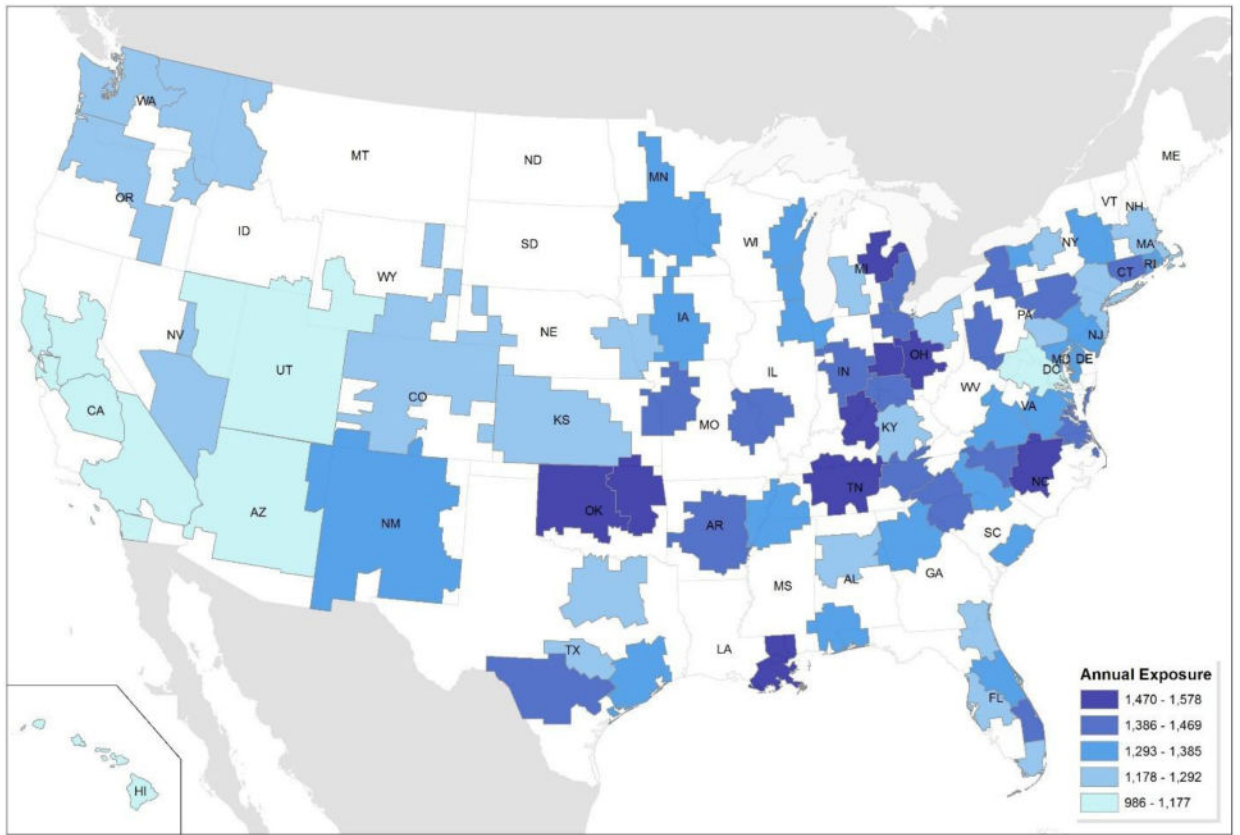 WA
MT
ND
MN
ME
VT
NH
OR
ID
SD
WI
MI
NY
MA
CT
RI
WY
NV
NE
IA
PA
NJ
UT
IL
IN
OH
MD
DE
DC
CA
CO
KS
MO
WV
VA
KY
AZ
NM
OK
AR
TN
NC
SC
MS
AL
GA
TX
LA
FL
HI
Annual Exposure
1,470 - 1,578
1,386 - 1,469
1,293 - 1,385
1,178 - 1,292
986 - 1,177